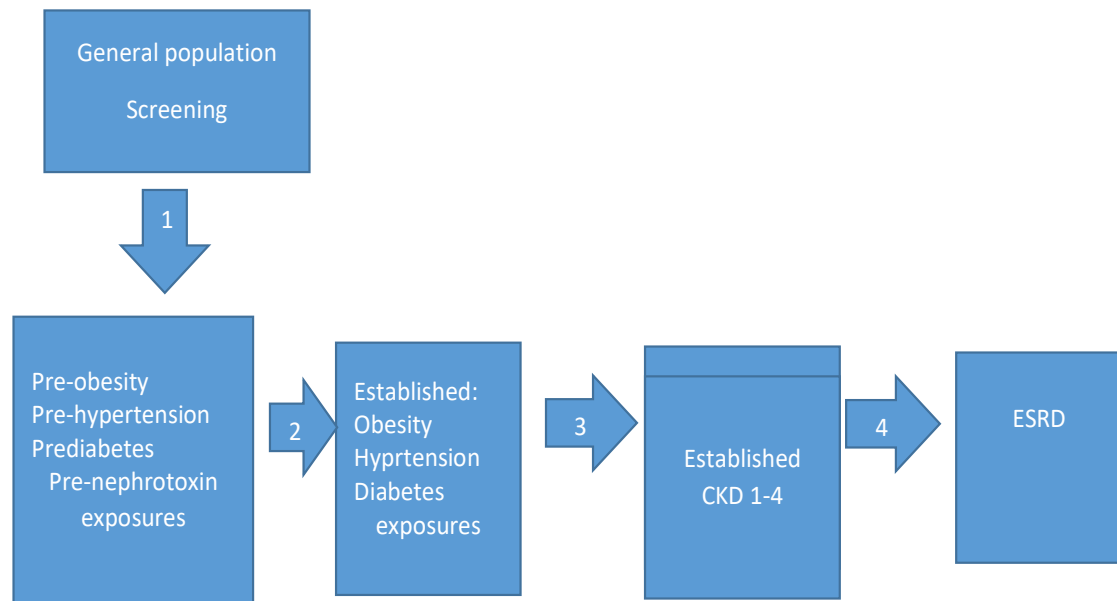 General population
Screening
1
Pre-obesity
Pre-hypertension
Prediabetes
Pre-nephrotoxin
exposures
2
Established:
Obesity
Hyprtension
Diabetes
exposures
3
Established
CKD 1-4
4
ESRD